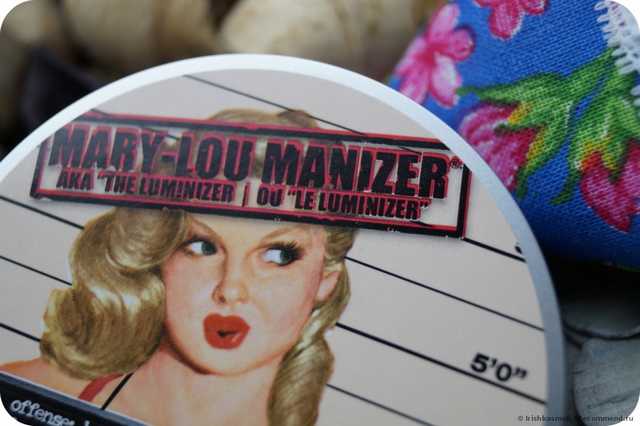 MARY-LOU MANIZER®
AKA "THE LUMINIZER | OU "LE LUMINIZER"
5'0"
offense: